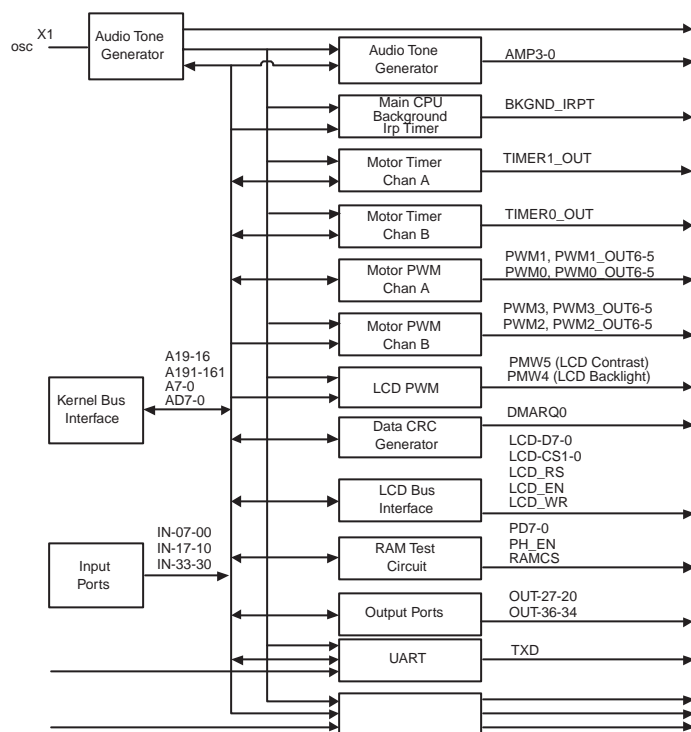 osc
X1
Audio Tone
Generator
Audio Tone
Generator
AMP3-0
Main CPU
Background
Irp Timer
BKGND_IRPT
Motor Timer
Chan A
TIMER1_OUT
Motor Timer
Chan B
TIMER0_OUT
Motor PWM
Chan A
PWM1, PWM1_OUT6-5
PWM0, PWM0_OUT6-5
Motor PWM
Chan B
PWM3, PWM3_OUT6-5
PWM2, PWM2_OUT6-5
Kernel Bus
Interface
A19-16
A191-161
A7-0
AD7-0
LCD PWM
PMW5 (LCD Contrast)
PMW4 (LCD Backlight)
Data CRC
Generator
DMARQ0
LCD Bus
Interface
LCD-D7-0
LCD-CS1-0
LCD_RS
LCD_EN
LCD_WR
Input
Ports
IN-07-00
IN-17-10
IN-33-30
RAM Test
Circuit
PD7-0
PH_EN
RAMCS
Output Ports
OUT-27-20
OUT-36-34
UART
TXD